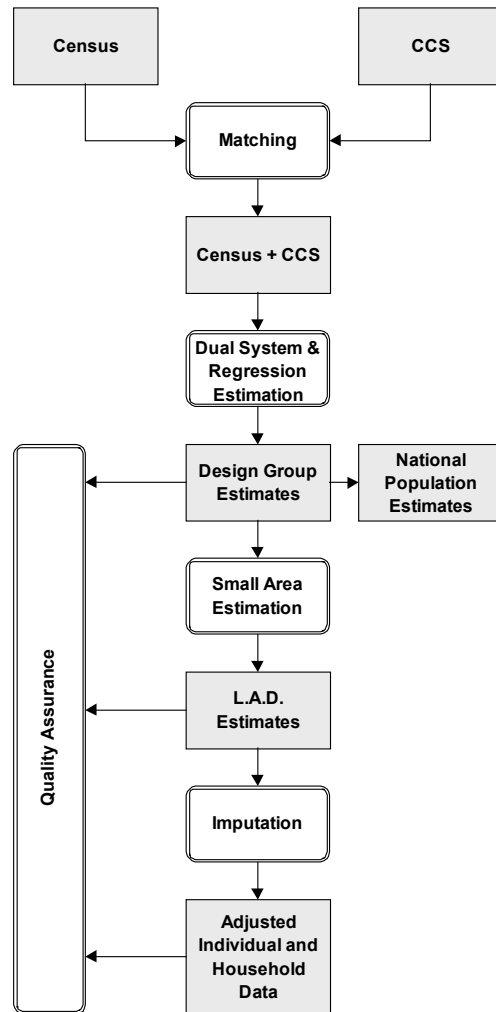 Census
CCS
Matching
Census + CCS
Dual System &
Regression
Estimation
Design Group
Estimates
National
Population
Estimates
Small Area
Estimation
Quality Assurance
L.A.D.
Estimates
Imputation
Adjusted
Individual and
Household
Data